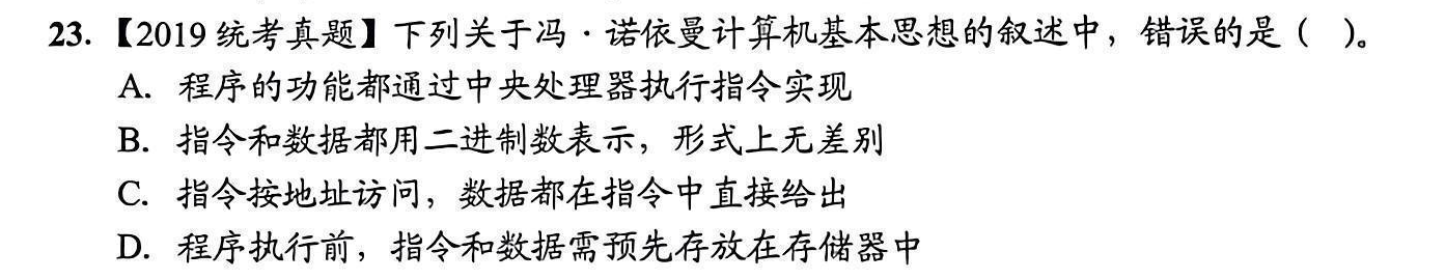 23.【2019 统考真题】下列关于冯·诺依曼计算机基本思想的叙述中，错误的是（ ）。
A. 程序的功能都通过中央处理器执行指令实现
B. 指令和数据都用二进制数表示，形式上无差别
C. 指令按地址访问，数据都在指令中直接给出
D. 程序执行前，指令和数据需预先存放在存储器中